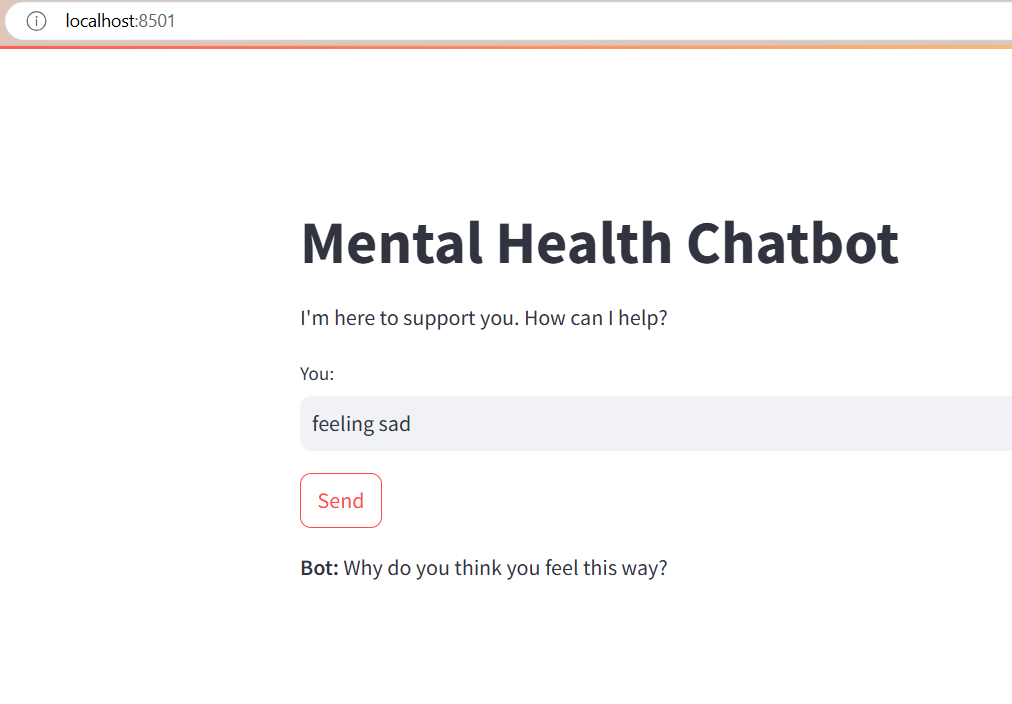 localhost:8501
Mental Health Chatbot
I'm here to support you. How can I help?
You:
feeling sad
Send
Bot: Why do you think you feel this way?